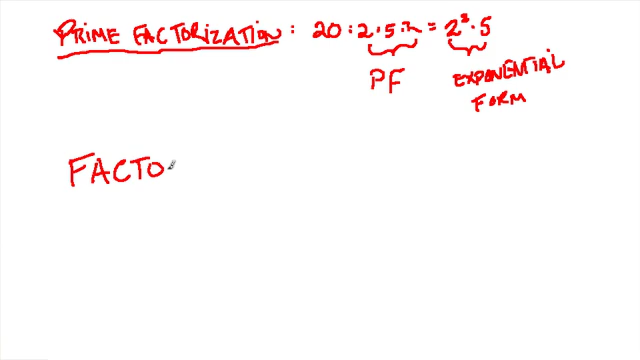 PRIME FACTORIZATION : 20 : 2 · 5 · 2 = 2² · 5
PF
EXPONENTIAL
FORM
FACTO